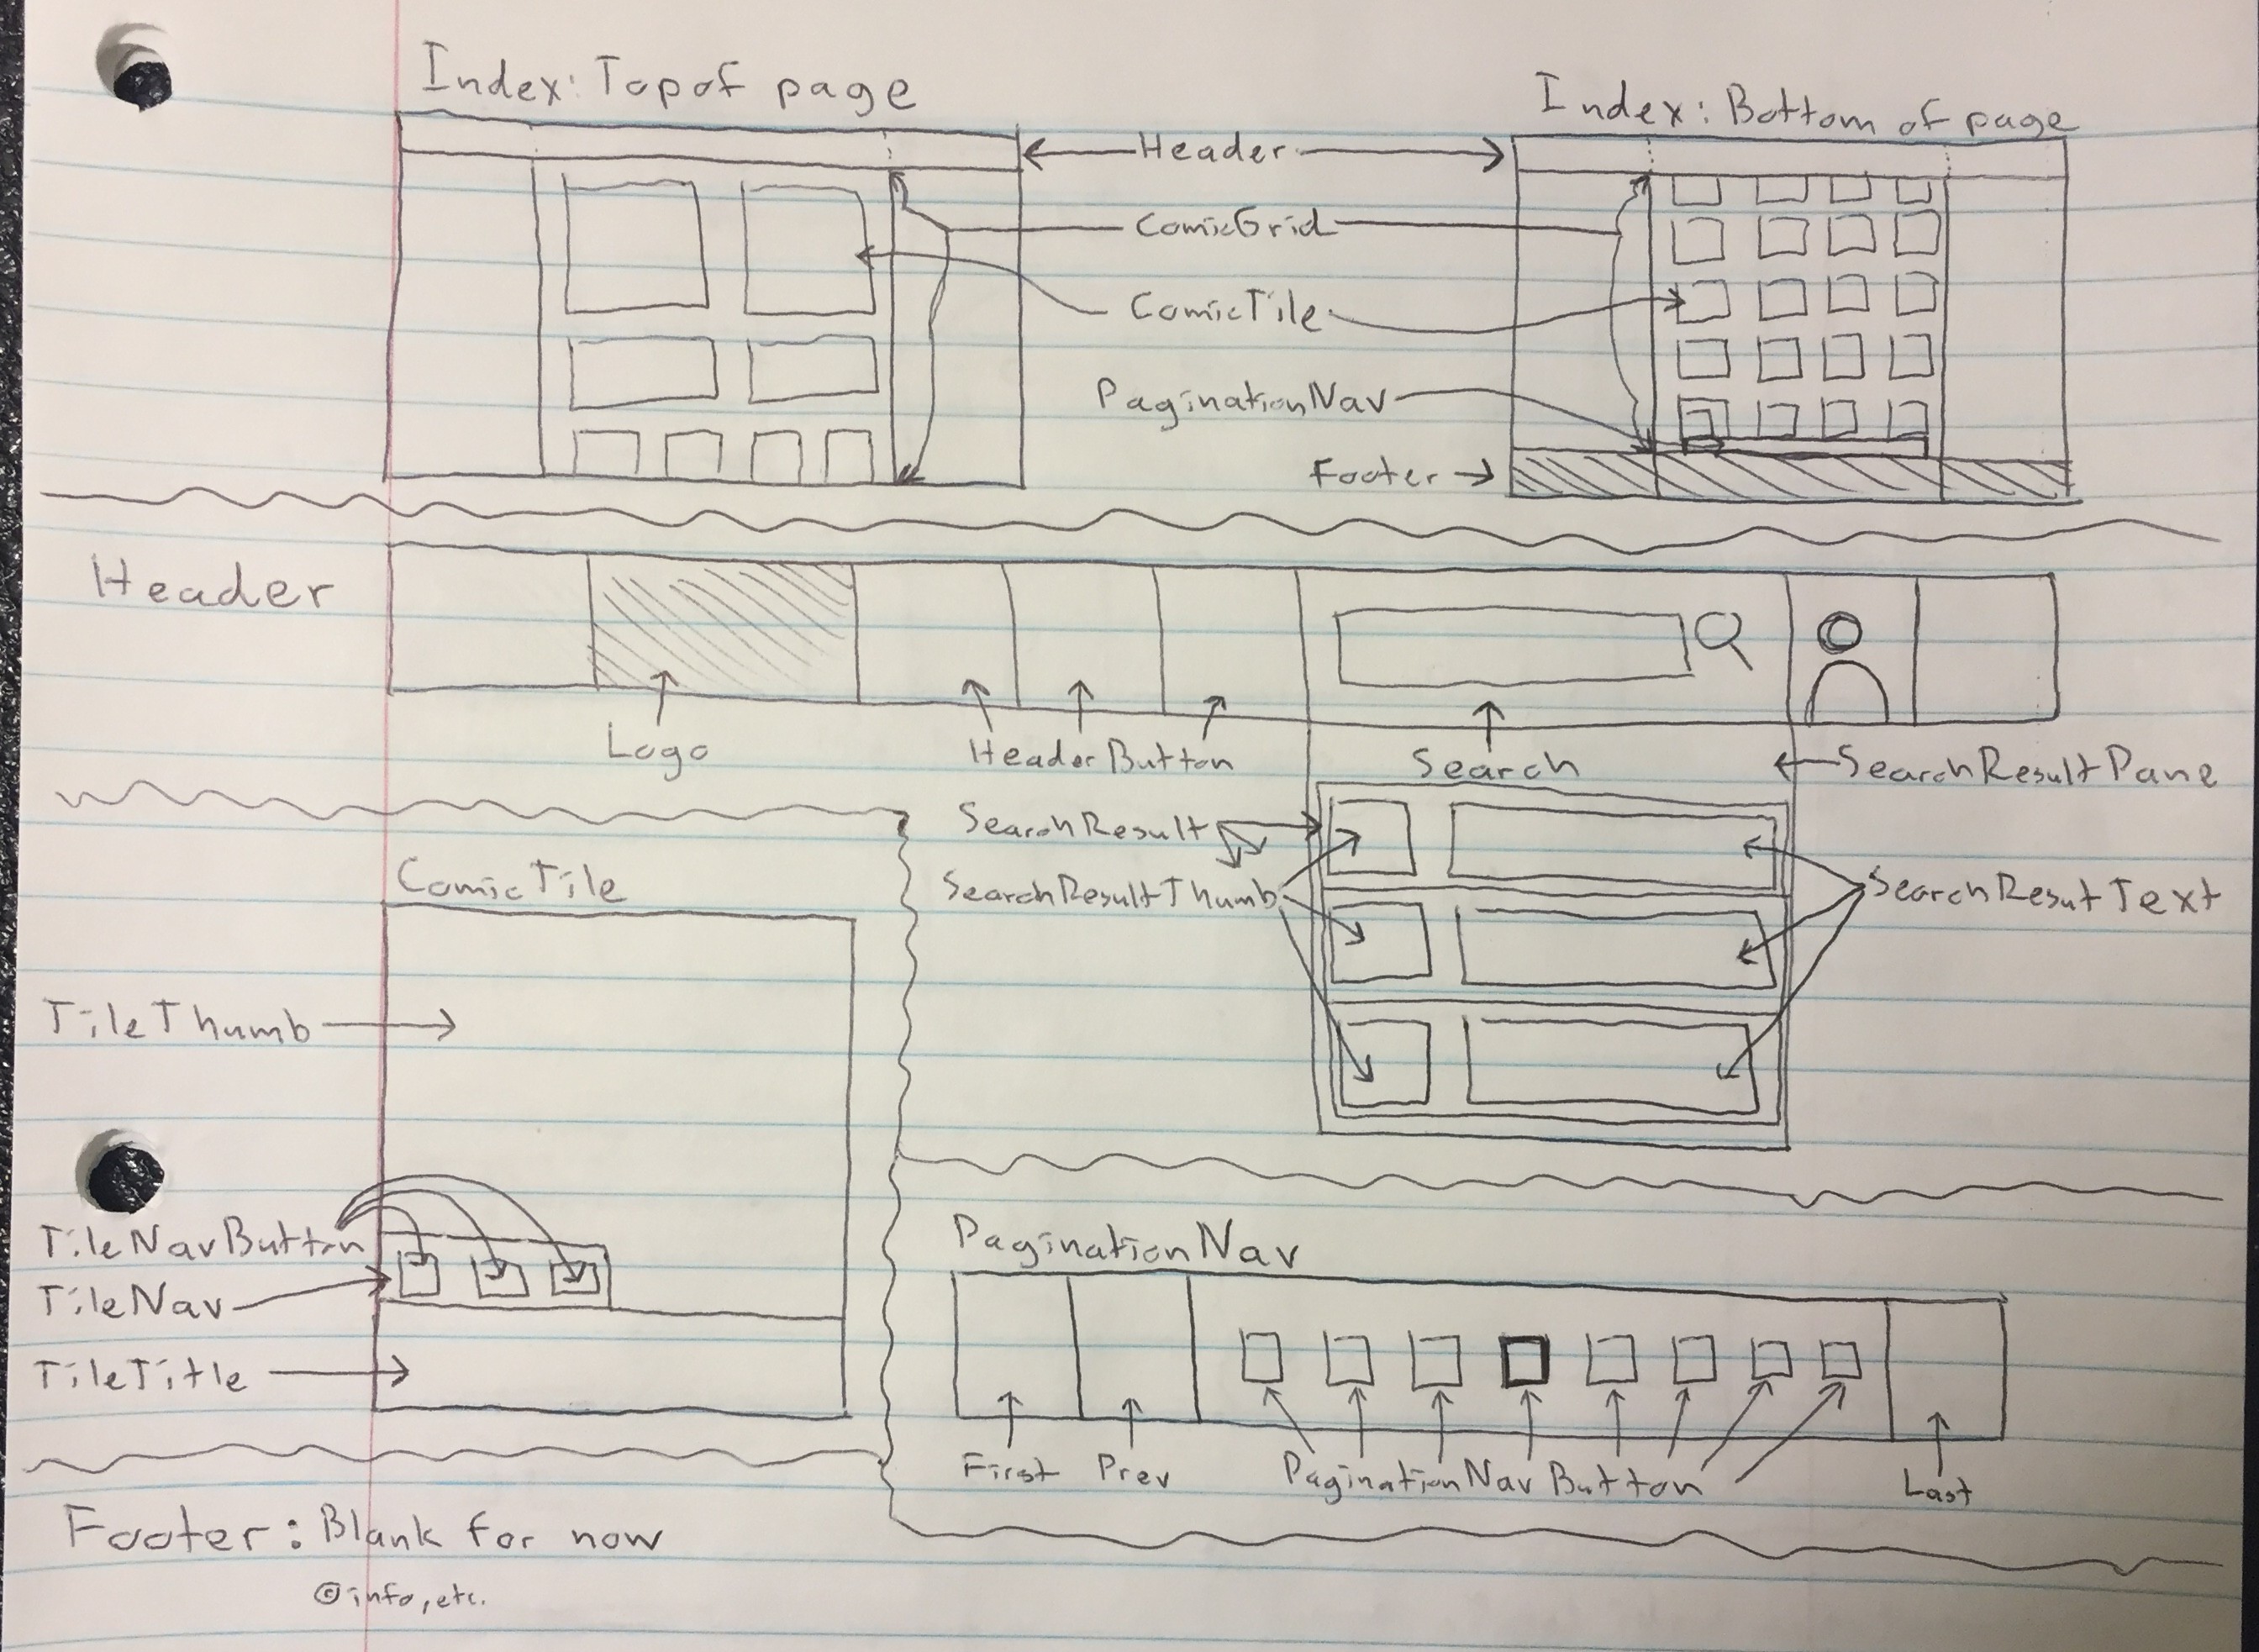 Index: Top of page
Index: Bottom of page
Header
ComicGrid
ComicTile
PaginationNav
Footer
Header
Logo
HeaderButton
Search
SearchResultPane
SearchResult
SearchResultThumb
SearchResutText
ComicTile
TileThumb
TileNavButton
TileNav
TileTitle
PaginationNav
First
Prev
PaginationNavButton
Last
Footer: Blank for now
©info, etc.